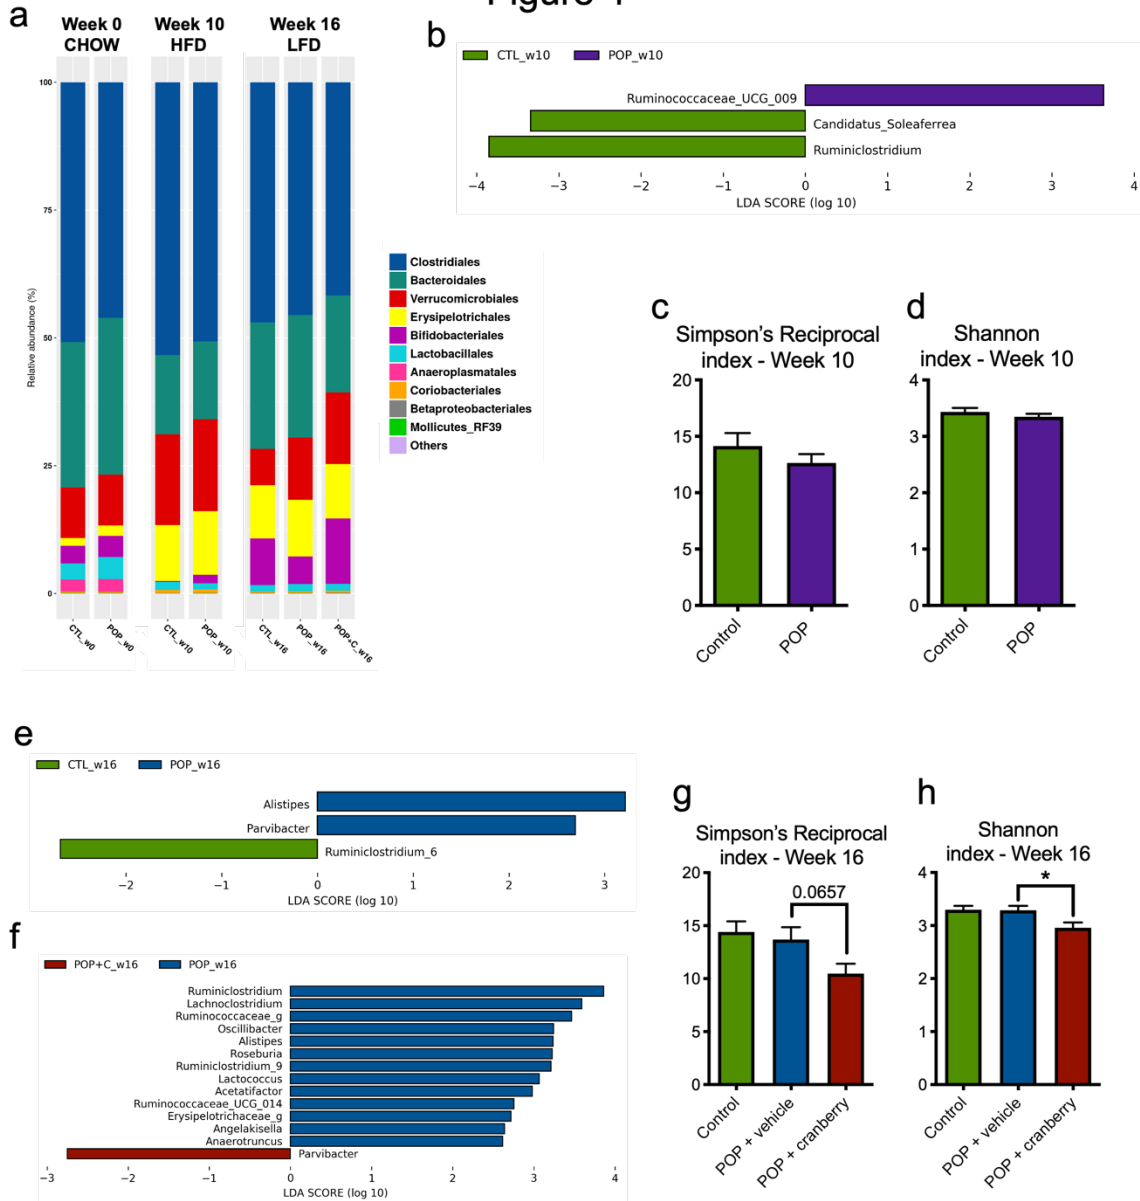 a
Week 0
CHOW
Week 10
HFD
Week 16
LFD
Relative abundance (%)
100
75
50
25
0
CTL_w0
POP_w0
CTL_w10
POP_w10
CTL_w16
POP_w16
POP+C_w16
Clostridiales
Bacteroidales
Verrucomicrobiales
Erysipelotrichales
Bifidobacteriales
Lactobacillales
Anaeroplasmatales
Coriobacteriales
Betaproteobacteriales
Mollicutes_RF39
Others
b
CTL_w10 POP_w10
Ruminococcaceae_UCG_009
Candidatus_Soleaferrea
Ruminiclostridium
−4 −3 −2 −1 0 1 2 3 4
LDA SCORE (log 10)
c
Simpson's Reciprocal
index - Week 10
20
15
10
5
0
Control
POP
d
Shannon
index - Week 10
4
3
2
1
0
Control
POP
e
CTL_w16 POP_w16
Alistipes
Parvibacter
Ruminiclostridium_6
−2 −1 0 1 2 3
LDA SCORE (log 10)
f
POP+C_w16 POP_w16
Ruminiclostridium
Lachnoclostridium
Ruminococcaceae_g
Oscillibacter
Alistipes
Roseburia
Ruminiclostridium_9
Lactococcus
Acetatifactor
Ruminococcaceae_UCG_014
Erysipelotrichaceae_g
Angelakisella
Anaerotruncus
Parvibacter
−3 −2 −1 0 1 2 3 4
LDA SCORE (log 10)
g
Simpson's Reciprocal
index - Week 16
0.0657
20
15
10
5
0
Control
POP + vehicle
POP + cranberry
h
Shannon
index - Week 16
*
4
3
2
1
0
Control
POP + vehicle
POP + cranberry